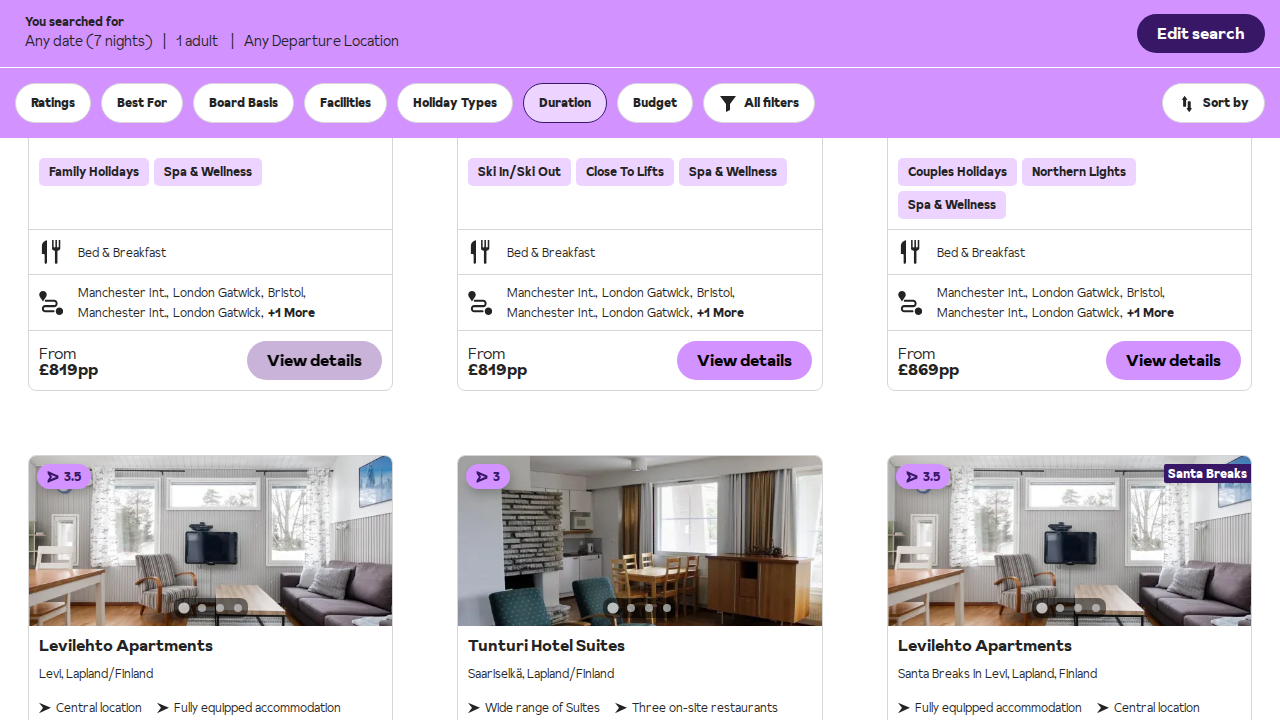 You searched for
Any date (7 nights) | 1 adult | Any Departure Location
Edit search
Ratings
Best For
Board Basis
Facilities
Holiday Types
Duration
Budget
All filters
Sort by
Family Holidays
Spa & Wellness
Ski In/Ski Out
Close To Lifts
Spa & Wellness
Couples Holidays
Northern Lights
Spa & Wellness
Bed & Breakfast
Bed & Breakfast
Bed & Breakfast
Manchester Int., London Gatwick, Bristol,
Manchester Int., London Gatwick, +1 More
Manchester Int., London Gatwick, Bristol,
Manchester Int., London Gatwick, +1 More
Manchester Int., London Gatwick, Bristol,
Manchester Int., London Gatwick, +1 More
From
£819pp
View details
From
£819pp
View details
From
£869pp
View details
3.5
3
3.5
Santa Breaks
Levilehto Apartments
Levi, Lapland/Finland
Central location
Fully equipped accommodation
Tunturi Hotel Suites
Saariselkä, Lapland/Finland
Wide range of Suites
Three on-site restaurants
Levilehto Apartments
Santa Breaks in Levi, Lapland, Finland
Fully equipped accommodation
Central location